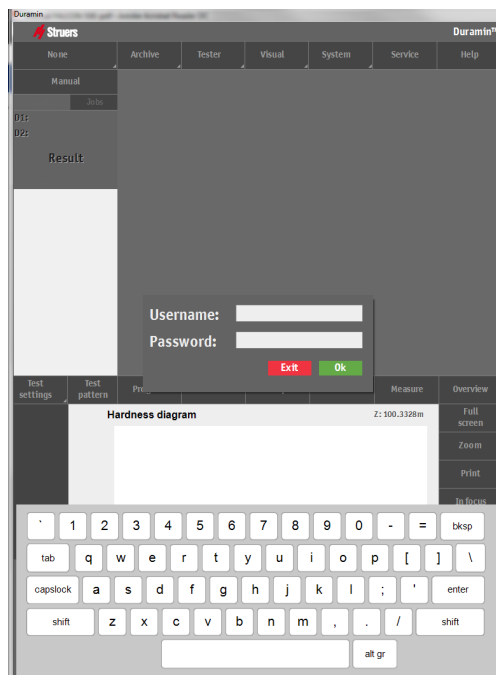 Duramin
Struers
Duramin™
None Archive Tester Visual System Service Help
Manual
Jobs
D1:
D2:
Result
Username:
Password:
Exit Ok
Test settings Test pattern Measure Overview
Hardness diagram Z: 100.3328m Full screen
Zoom
Print
In focus
` 1 2 3 4 5 6 7 8 9 0 - = bksp
tab q w e r t y u i o p [ ] \
capslock a s d f g h j k l ; ' enter
shift z x c v b n m , . / shift
alt gr